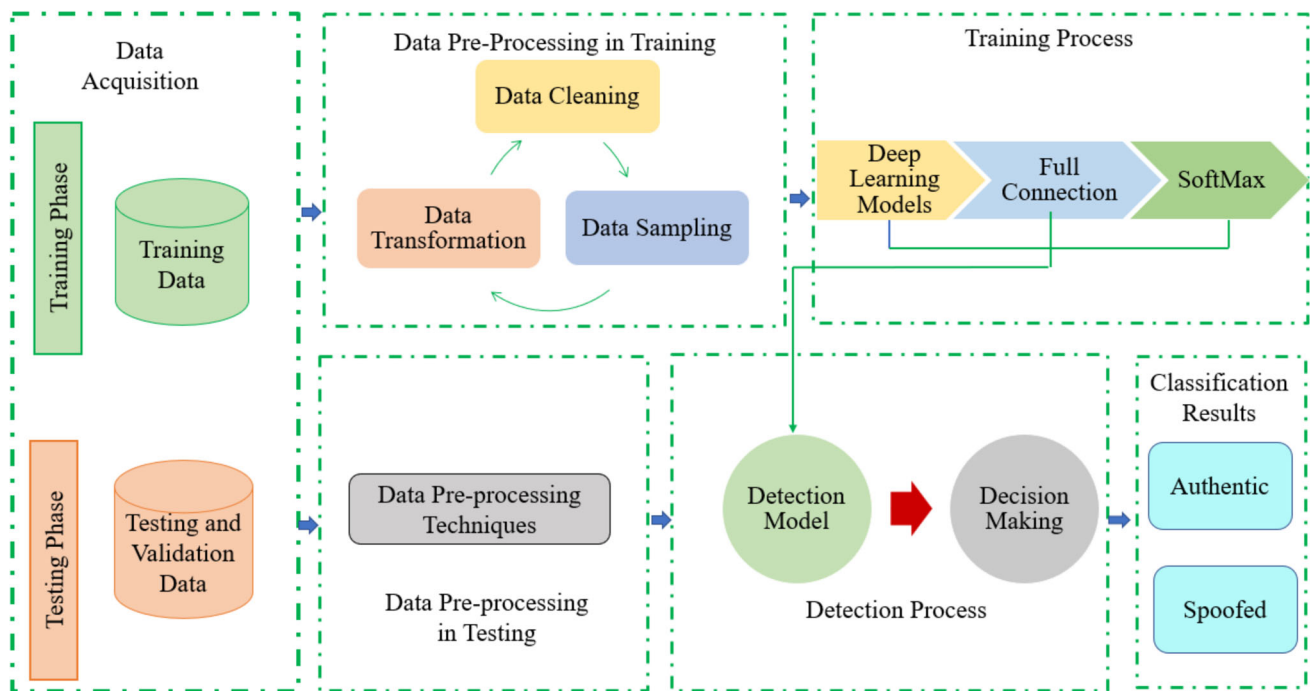 Data
Acquisition
Training Phase
Training
Data
Testing Phase
Testing and
Validation
Data
Data Pre-Processing in Training
Data Cleaning
Data
Transformation
Data Sampling
Training Process
Deep
Learning
Models
Full
Connection
SoftMax
Data Pre-processing
Techniques
Data Pre-processing
in Testing
Detection
Model
Decision
Making
Detection Process
Classification
Results
Authentic
Spoofed